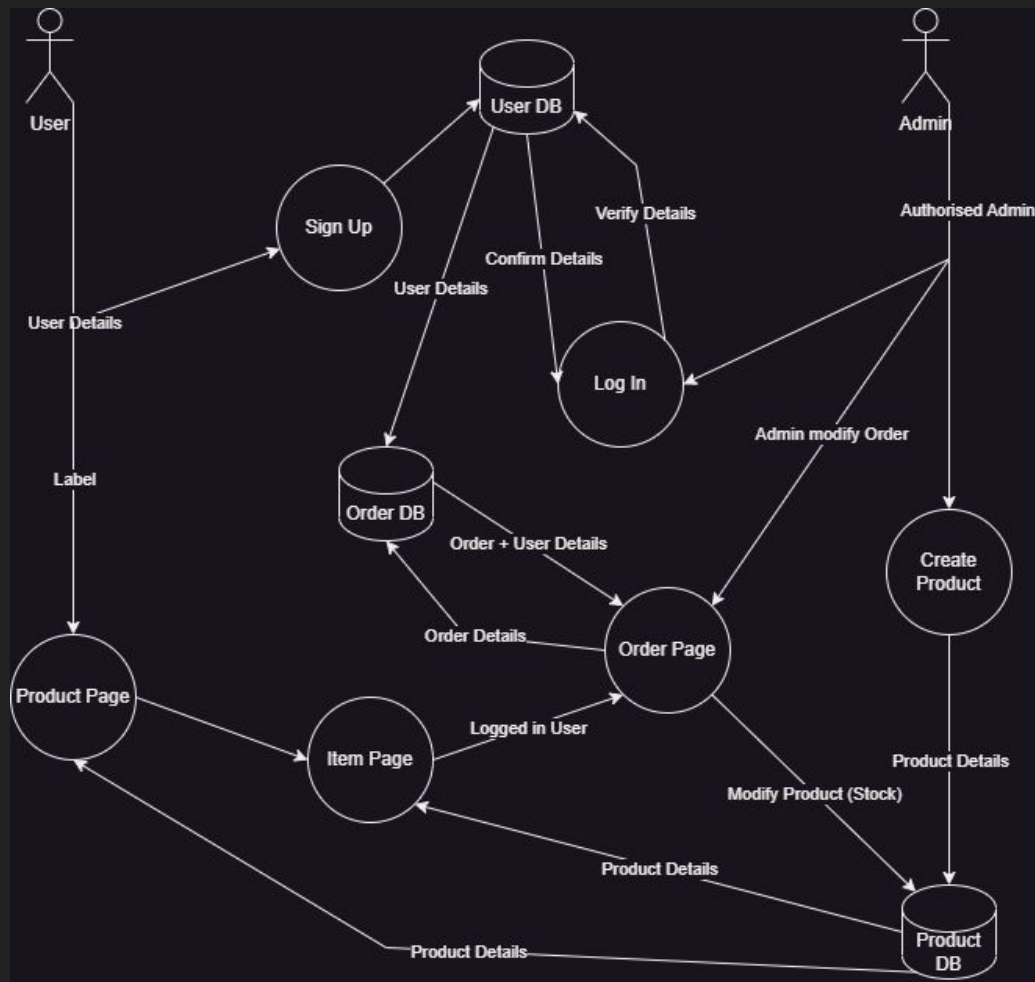 User DB
User
Admin
Authorised Admin
Verify Details
Sign Up
Confirm Details
User Details
User Details
Log In
Admin modify Order
Label
Order DB
Order + User Details
Create
Product
Order Details
Order Page
Product Page
Logged in User
Item Page
Product Details
Modify Product (Stock)
Product Details
Product
DB
Product Details